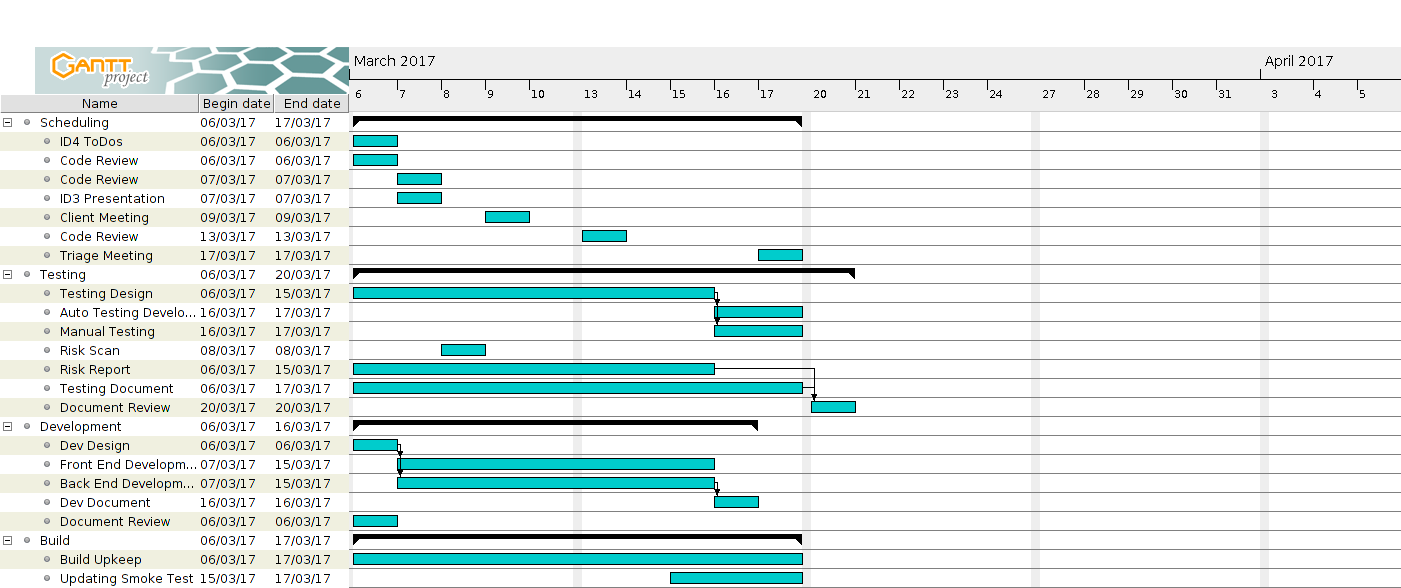 GANTT
project
March 2017 April 2017
6 7 8 9 10 13 14 15 16 17 20 21 22 23 24 27 28 29 30 31 3 4 5
Name Begin date End date
Scheduling 06/03/17 17/03/17
ID4 ToDos 06/03/17 06/03/17
Code Review 06/03/17 06/03/17
Code Review 07/03/17 07/03/17
ID3 Presentation 07/03/17 07/03/17
Client Meeting 09/03/17 09/03/17
Code Review 13/03/17 13/03/17
Triage Meeting 17/03/17 17/03/17
Testing 06/03/17 20/03/17
Testing Design 06/03/17 15/03/17
Auto Testing Develo... 16/03/17 17/03/17
Manual Testing 16/03/17 17/03/17
Risk Scan 08/03/17 08/03/17
Risk Report 06/03/17 15/03/17
Testing Document 06/03/17 17/03/17
Document Review 20/03/17 20/03/17
Development 06/03/17 16/03/17
Dev Design 06/03/17 06/03/17
Front End Developm... 07/03/17 15/03/17
Back End Developm... 07/03/17 15/03/17
Dev Document 16/03/17 16/03/17
Document Review 06/03/17 06/03/17
Build 06/03/17 17/03/17
Build Upkeep 06/03/17 17/03/17
Updating Smoke Test 15/03/17 17/03/17